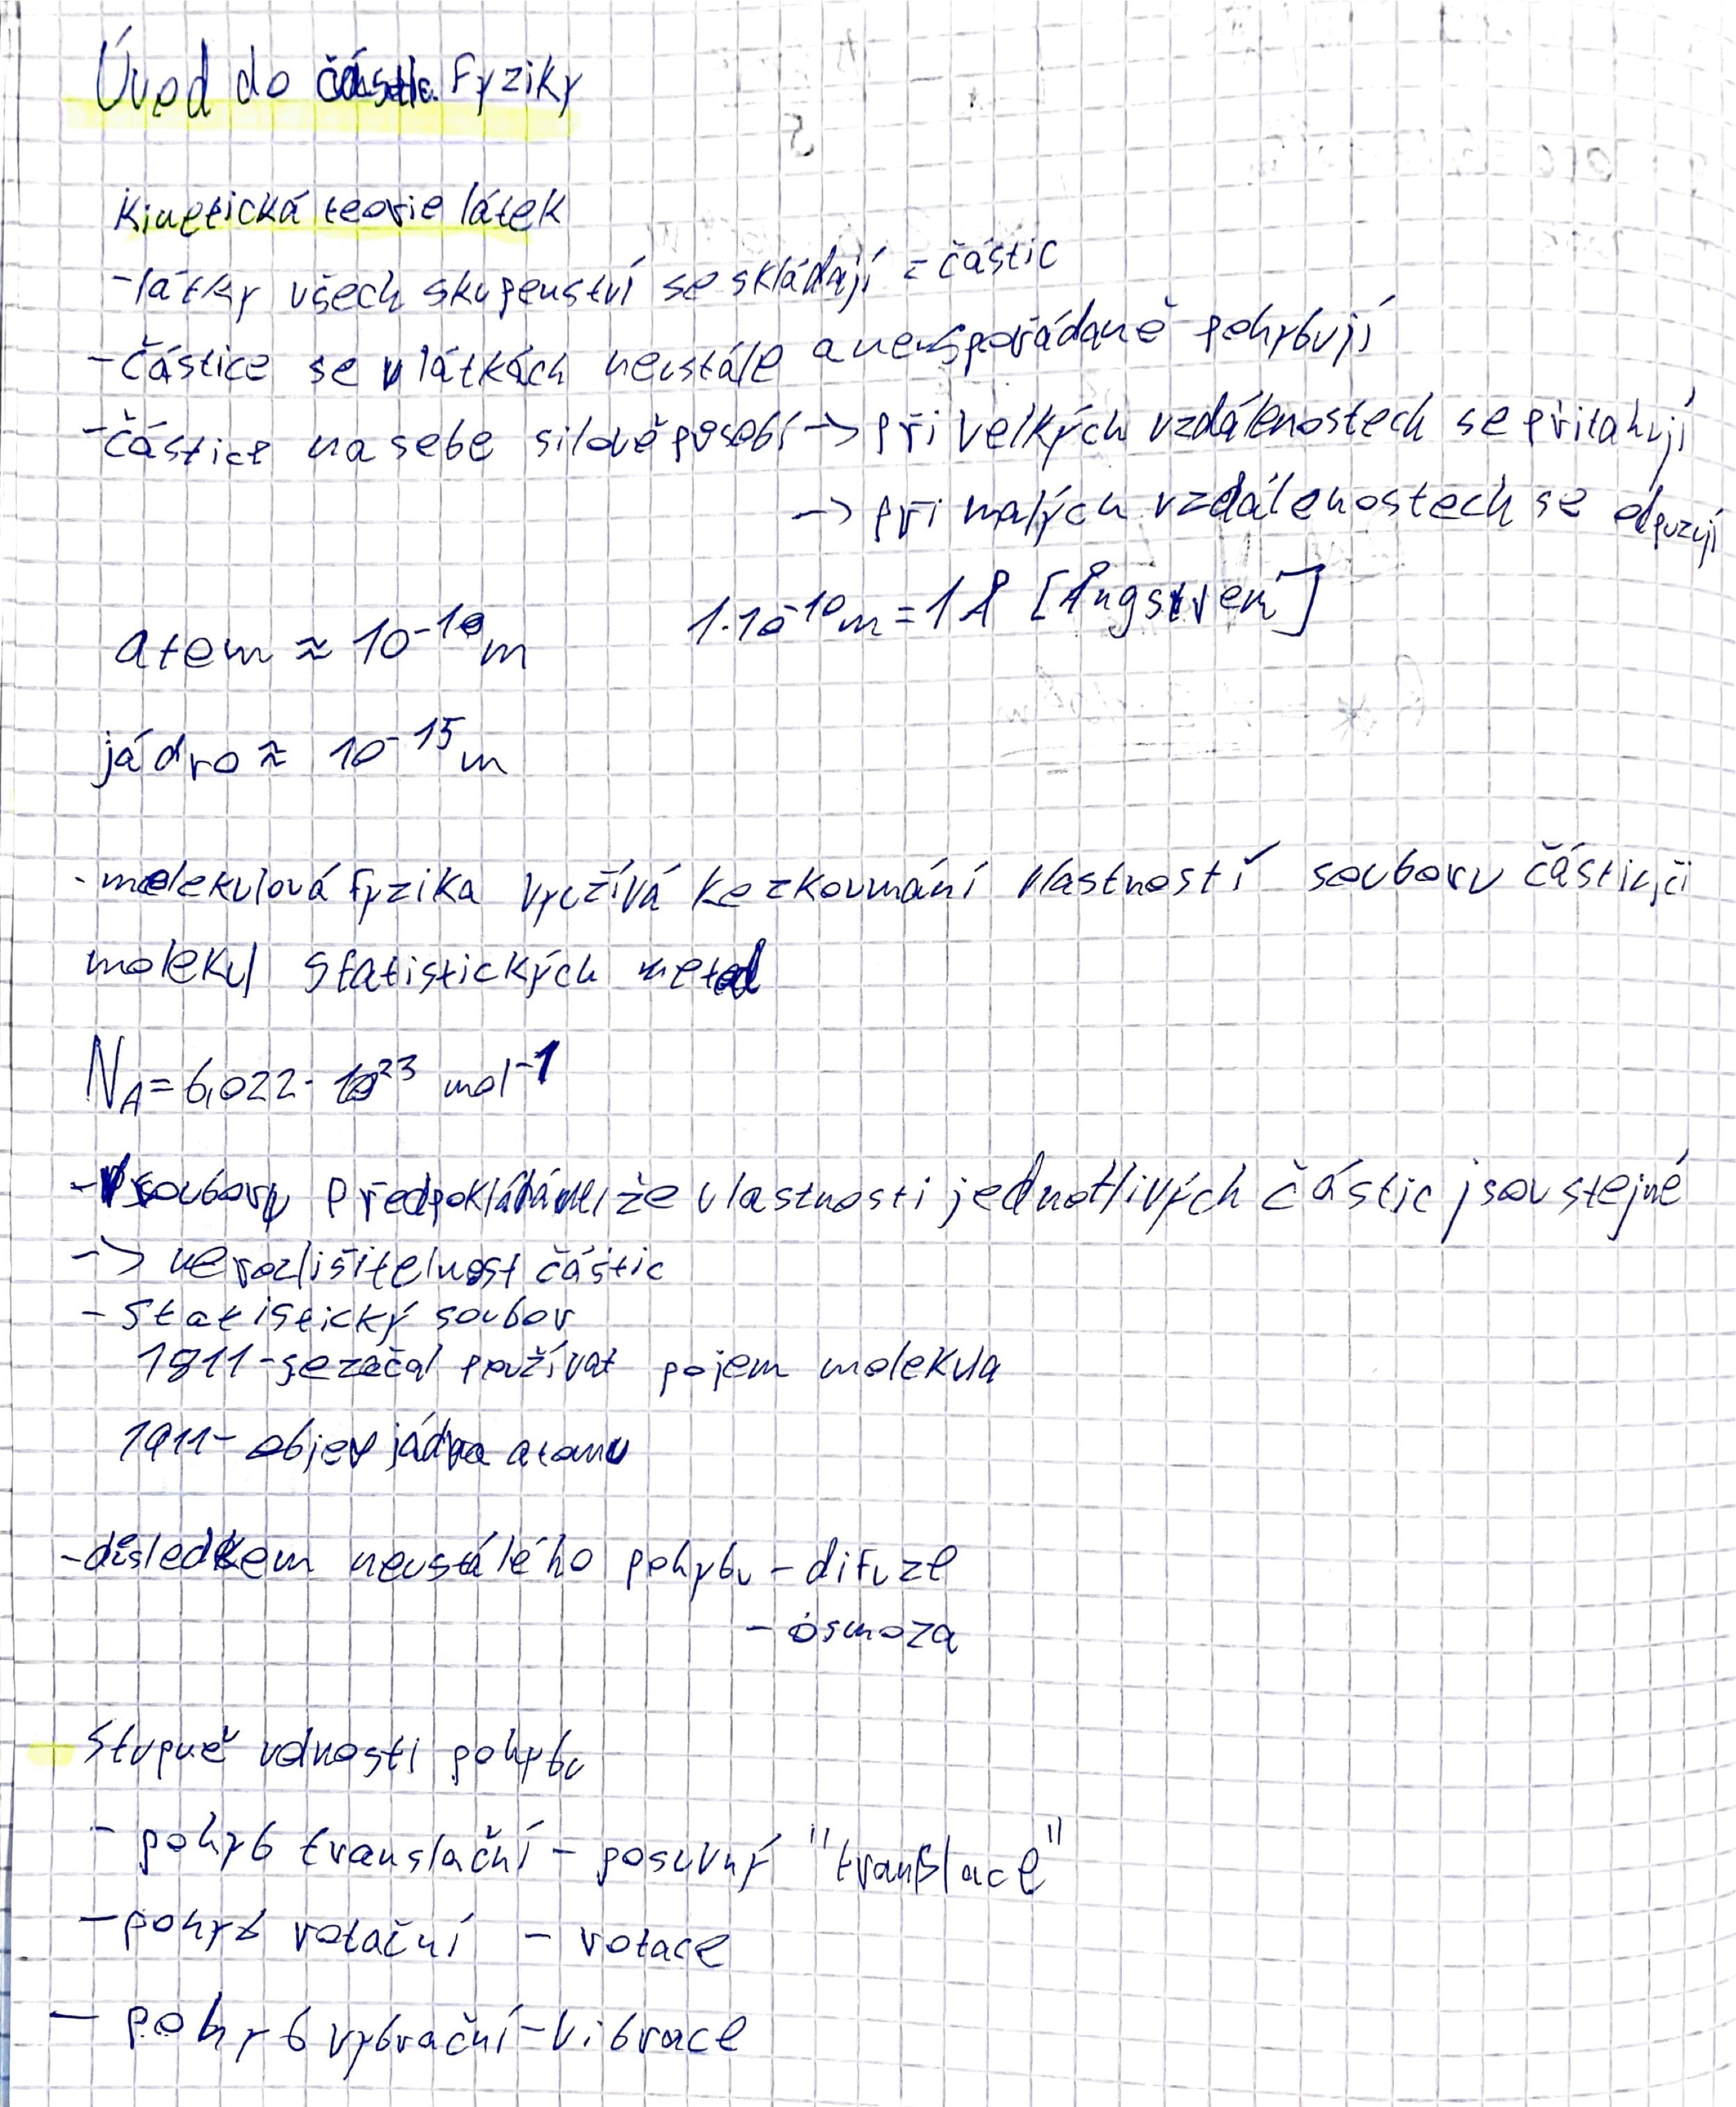 Úvod do částic. Fyziky
Kinetická teorie látek
-látky všech skupenství se skládají z částic
-částice se v látkách neustále a neuspořádaně pohybují
-částice na sebe silově působí -> při velkých vzdálenostech se přitahují
-> při malých vzdálenostech se odpuzují
atom ≈ 10^-10 m 1·10^-10 m = 1 Å [Ångstrem]
jádro ≈ 10^-15 m
-molekulová fyzika využívá ke zkoumání vlastností souboru částic, či
molekul statistických metod
N_A = 6,022 · 10^23 mol^-1
-V souboru předpokládáme, že vlastnosti jednotlivých částic jsou stejné
-> nerozlišitelnost částic
- statistický soubor
1811 - se začal používat pojem molekula
1911 - objev jádra atomu
-důsledkem neustálého pohybu - difuze
- osmoza
Stupně volnosti pohybu
- pohyb translační - posuvný "translace"
- pohyb rotační - rotace
- pohyb vybrační - vibrace